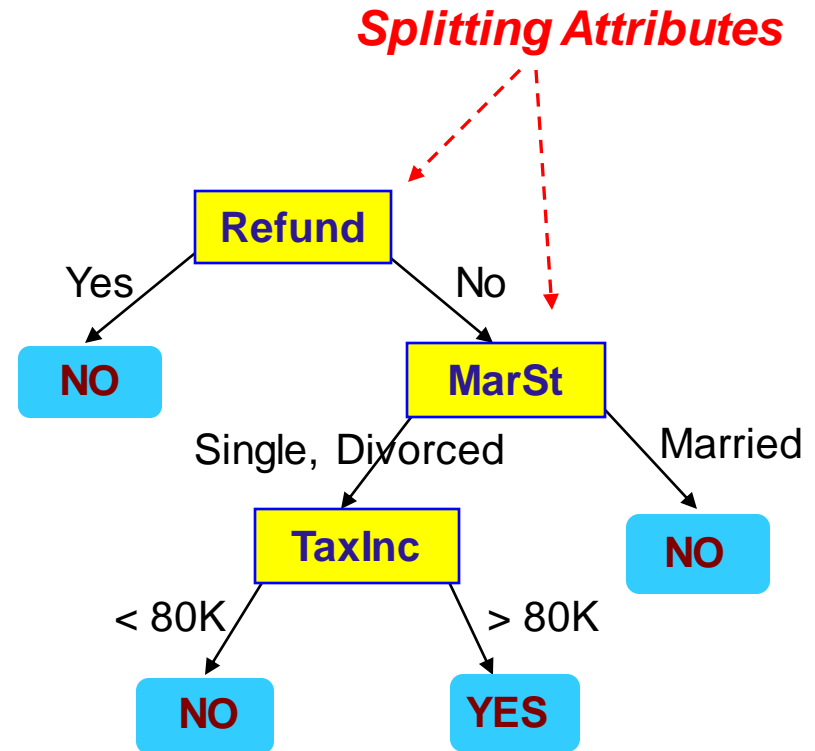 Splitting Attributes
Refund
Yes
No
NO
MarSt
Single, Divorced
Married
TaxInc
NO
< 80K
> 80K
NO
YES